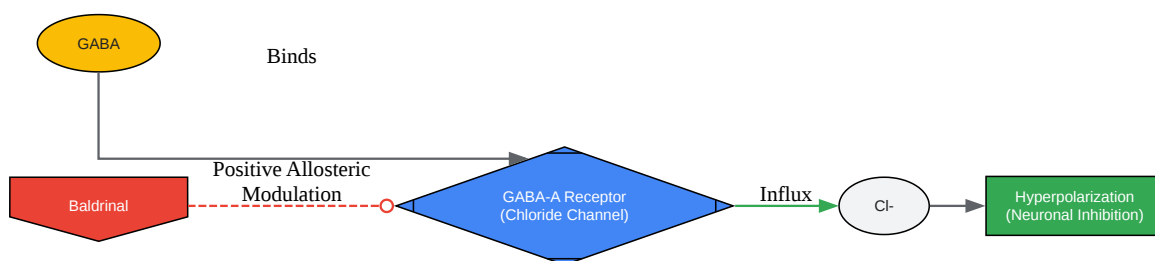 GABA
Binds
Positive Allosteric
Modulation
Baldrinal
GABA-A Receptor
(Chloride Channel)
Influx
Cl-
Hyperpolarization
(Neuronal Inhibition)